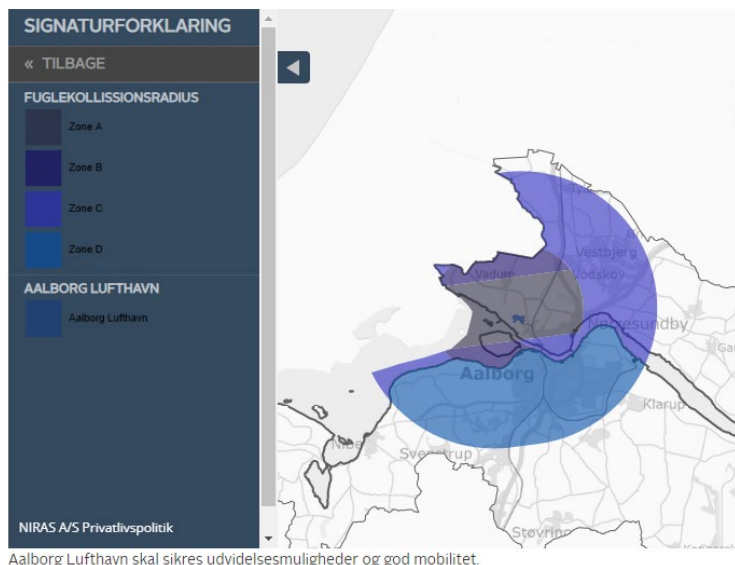 SIGNATURFORKLARING
« TILBAGE
FUGLEKOLLISSIONSRADIUS
Zone A
Zone B
Zone C
Zone D
AALBORG LUFTHAVN
Aalborg Lufthavn
NIRAS A/S Privatlivspolitik
Vestbjerg
Vadum
Vodskov
Nørresundby
Aalborg
Klarup
Nibe
Svenstrup
Støvring
Aalborg Lufthavn skal sikres udvidelsesmuligheder og god mobilitet.